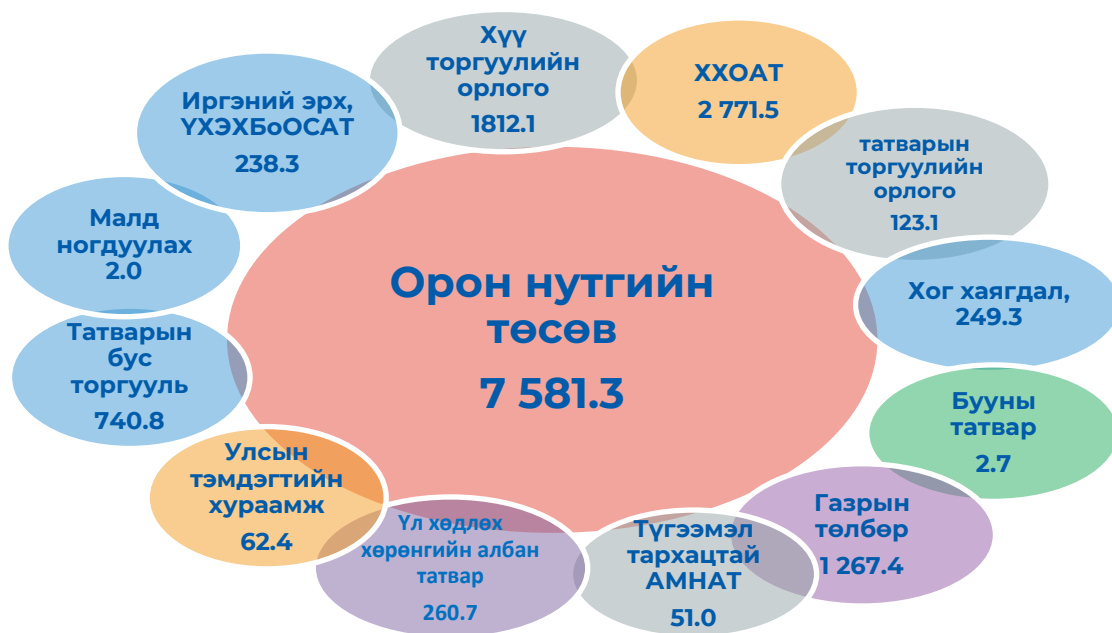 Орон нутгийн
төсөв
7 581.3
Хүү
торгуулийн
орлого
1812.1
ХХОАТ
2 771.5
татварын
торгуулийн
орлого
123.1
Хог хаягдал,
249.3
Бууны
татвар
2.7
Газрын
төлбөр
1 267.4
Түгээмэл
тархацтай
АМНАТ
51.0
Үл хөдлөх
хөрөнгийн албан
татвар
260.7
Улсын
тэмдэгтийн
хураамж
62.4
Татварын
бус
торгууль
740.8
Малд
ногдуулах
2.0
Иргэний эрх,
ҮХЭХБоОСАТ
238.3